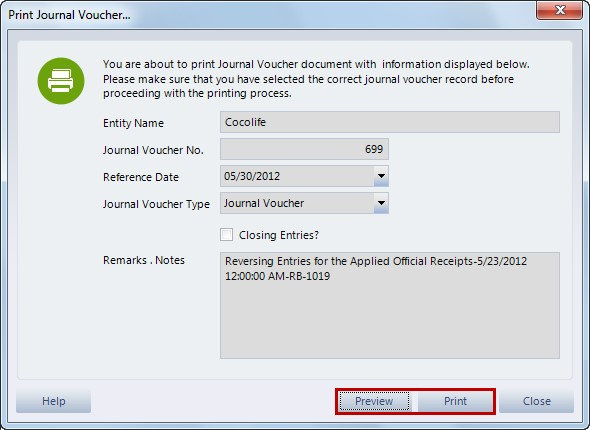 Print Journal Voucher...
You are about to print Journal Voucher document with information displayed below.
Please make sure that you have selected the correct journal voucher record before
proceeding with the printing process.
Entity Name Cocolife
Journal Voucher No. 699
Reference Date 05/30/2012
Journal Voucher Type Journal Voucher
Closing Entries?
Remarks . Notes Reversing Entries for the Applied Official Receipts-5/23/2012
12:00:00 AM-RB-1019
Help Preview Print Close